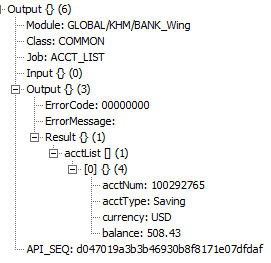 Output {} (6)
Module: GLOBAL/KHM/BANK_Wing
Class: COMMON
Job: ACCT_LIST
Input {} (0)
Output {} (3)
ErrorCode: 00000000
ErrorMessage:
Result {} (1)
acctList [] (1)
[0] {} (4)
acctNum: 100292765
acctType: Saving
currency: USD
balance: 508.43
API_SEQ: d047019a3b3b46930b8f8171e07dfdaf